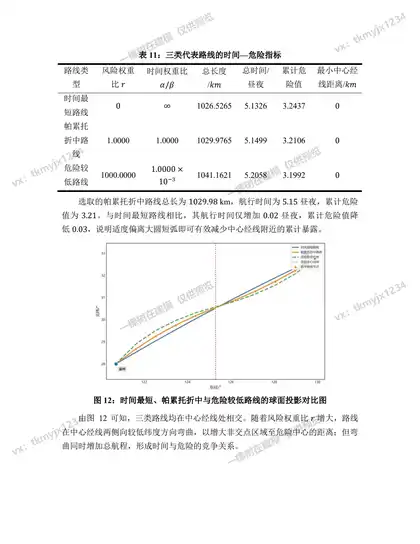 vx: tkmyjx1234
一棵树在建模 仅供预览
表 11：三类代表路线的时间—危险指标
路线类型 风险权重比 r 时间权重比 α/β 总长度/km 总时间/昼夜 累计危险值 最小中心经线距离/km
时间最短路线 0 ∞ 1026.5265 5.1326 3.2437 0
帕累托折中路线 1.0000 1.0000 1029.9765 5.1499 3.2106 0
危险较低路线 1000.0000 1.0000 × 10⁻³ 1041.1621 5.2058 3.1992 0
选取的帕累托折中路线总长为 1029.98 km，航行时间为 5.15 昼夜，累计危险
值为 3.21。与时间最短路线相比，其航行时间仅增加 0.02 昼夜，累计危险值降
低 0.03，说明适度偏离大圆短弧即可有效减少中心经线附近的累计暴露。
图 12：时间最短、帕累托折中与危险较低路线的球面投影对比图
由图 12 可知，三类路线均在中心经线处相交。随着风险权重比 r 增大，路线
在中心经线两侧向较低纬度方向弯曲，以增大非交点区域至危险中心的距离；但弯
曲同时增加总航程，形成时间与危险的竞争关系。